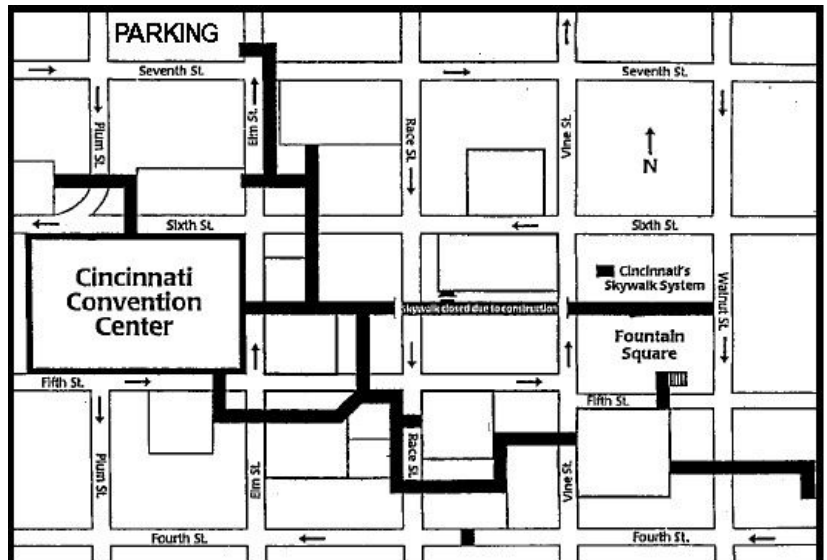 PARKING
Seventh St.
Seventh St.
Plum St.
Elm St.
Race St.
Vine St.
N
Sixth St.
Sixth St.
Cincinnati
Convention
Center
Cincinnati's
Skywalk System
Walnut St.
Skywalk closed due to construction
Fountain
Square
Fifth St.
Fifth St.
Plum St.
Elm St.
Race St.
Vine St.
Fourth St.
Fourth St.